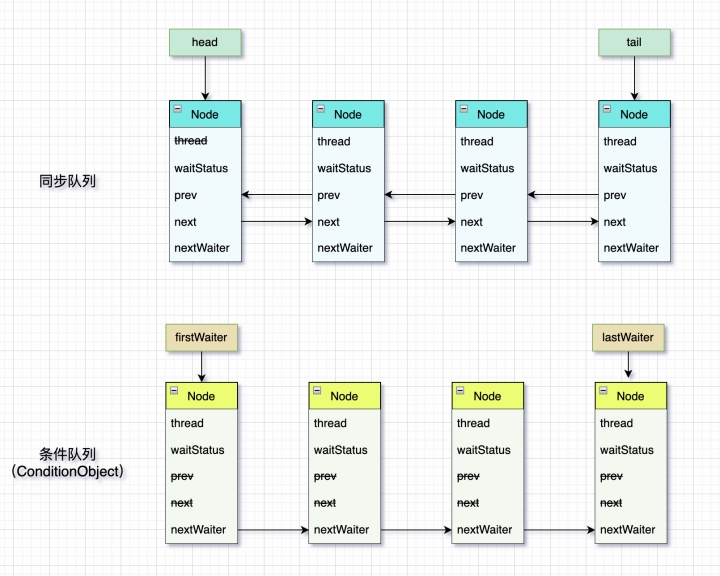 head
tail
Node
Node
Node
Node
thread
thread
thread
thread
waitStatus
waitStatus
waitStatus
waitStatus
同步队列
prev
prev
prev
prev
next
next
next
next
nextWaiter
nextWaiter
nextWaiter
nextWaiter
firstWaiter
lastWaiter
Node
Node
Node
Node
thread
thread
thread
thread
waitStatus
waitStatus
waitStatus
waitStatus
条件队列
（ConditionObject）
prev
prev
prev
prev
next
next
next
next
nextWaiter
nextWaiter
nextWaiter
nextWaiter